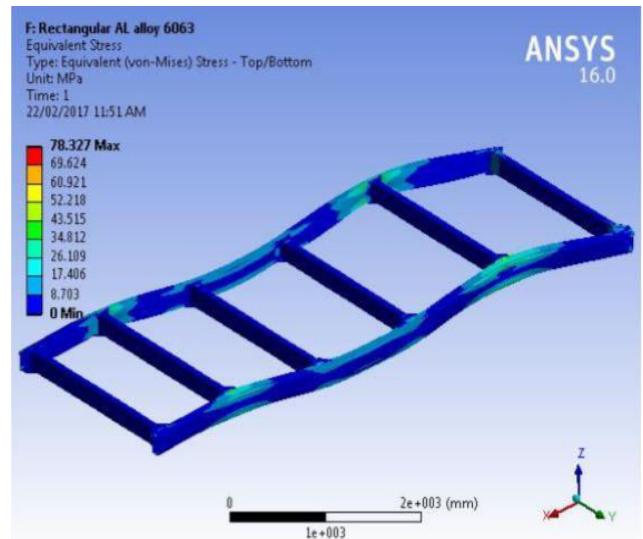 F: Rectangular AL alloy 6063
Equivalent Stress
Type: Equivalent (von-Mises) Stress - Top/Bottom
Unit: MPa
Time: 1
22/02/2017 11:51 AM
ANSYS
16.0
78.327 Max
69.624
60.921
52.218
43.515
34.812
26.109
17.406
8.703
0 Min
0
2e+003 (mm)
1e+003
Z
X
Y